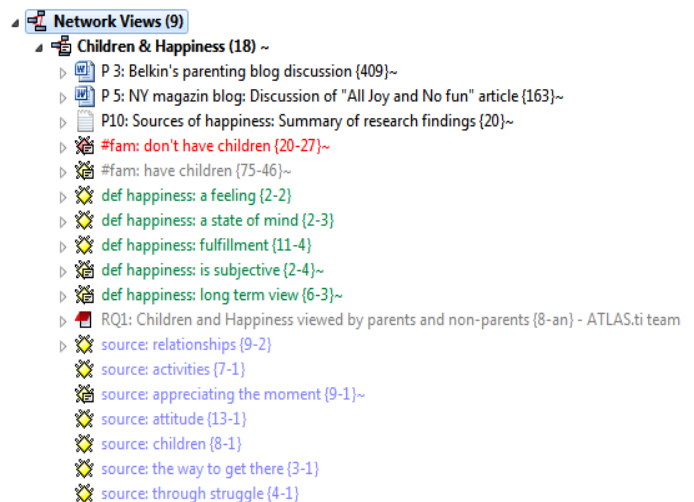 Network Views (9)
Children & Happiness (18) ~
P 3: Belkin's parenting blog discussion {409}~
P 5: NY magazin blog: Discussion of "All Joy and No fun" article {163}~
P10: Sources of happiness: Summary of research findings {20}~
#fam: don't have children {20-27}~
#fam: have children {75-46}~
def happiness: a feeling {2-2}
def happiness: a state of mind {2-3}
def happiness: fulfillment {11-4}
def happiness: is subjective {2-4}~
def happiness: long term view {6-3}~
RQ1: Children and Happiness viewed by parents and non-parents {8-an} - ATLAS.ti team
source: relationships {9-2}
source: activities {7-1}
source: appreciating the moment {9-1}~
source: attitude {13-1}
source: children {8-1}
source: the way to get there {3-1}
source: through struggle {4-1}